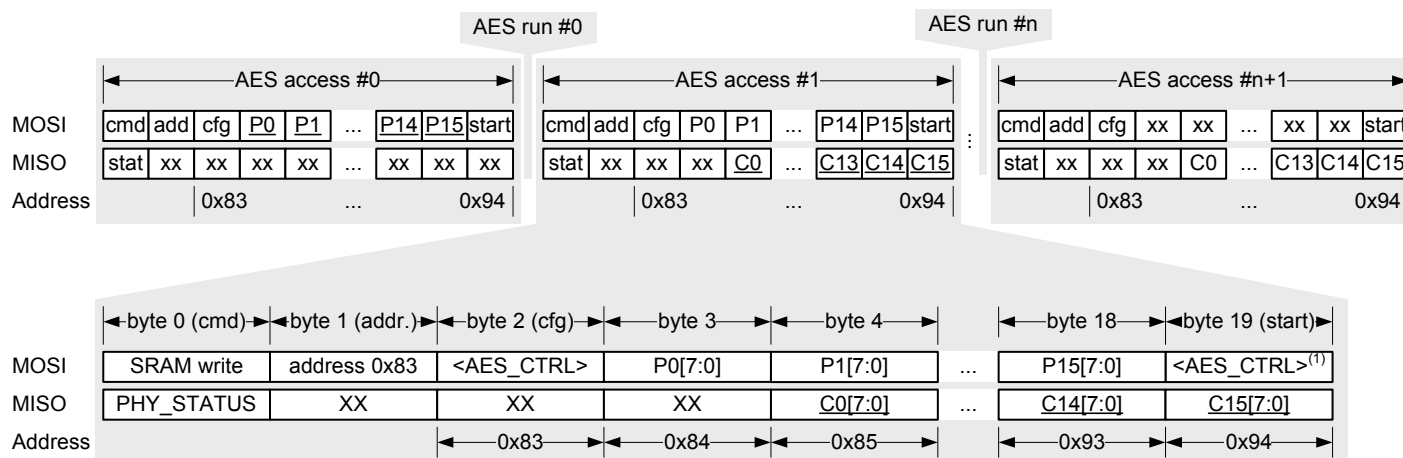 AES run #0 AES run #n
AES access #0 AES access #1 AES access #n+1
MOSI cmd add cfg P0 P1 ... P14 P15 start cmd add cfg P0 P1 ... P14 P15 start ... cmd add cfg xx xx ... xx xx start
MISO stat xx xx xx xx ... xx xx xx stat xx xx xx C0 ... C13 C14 C15 stat xx xx xx C0 ... C13 C14 C15
Address 0x83 ... 0x94 0x83 ... 0x94 0x83 ... 0x94
byte 0 (cmd) byte 1 (addr.) byte 2 (cfg) byte 3 byte 4 byte 18 byte 19 (start)
MOSI SRAM write address 0x83 <AES_CTRL> P0[7:0] P1[7:0] ... P15[7:0] <AES_CTRL>(1)
MISO PHY_STATUS XX XX XX C0[7:0] ... C14[7:0] C15[7:0]
Address 0x83 0x84 0x85 0x93 0x94